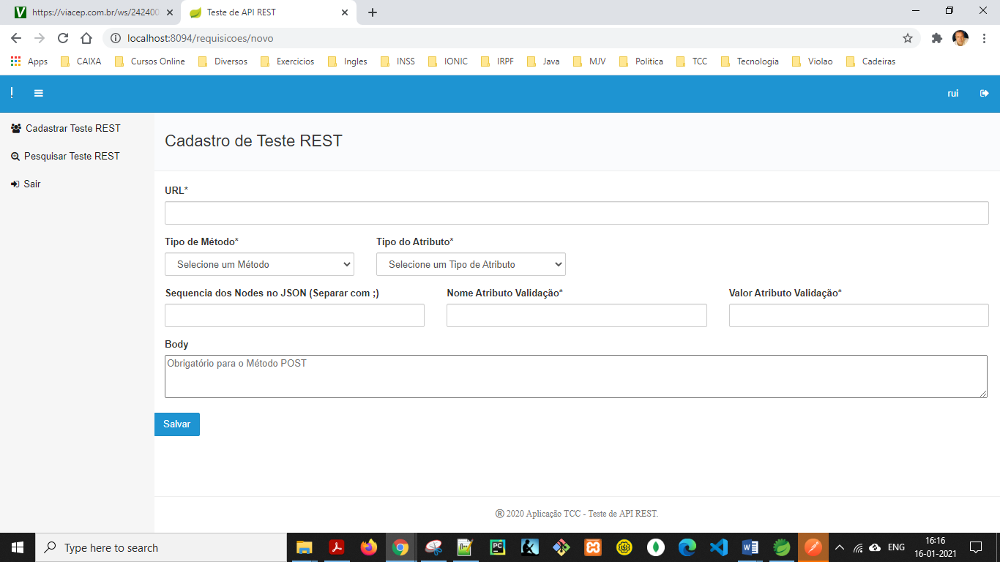 https://viacep.com.br/ws/242400
Teste de API REST
localhost:8094/requisicoes/novo
Apps CAIXA Cursos Online Diversos Exercicios Ingles INSS IONIC IRPF Java MJV Politica TCC Tecnologia Violao Cadeiras
! rui
Cadastrar Teste REST
Pesquisar Teste REST
Sair
Cadastro de Teste REST
URL*
Tipo de Método* Tipo do Atributo*
Selecione um Método Selecione um Tipo de Atributo
Sequencia dos Nodes no JSON (Separar com ;) Nome Atributo Validação* Valor Atributo Validação*
Body
Obrigatório para o Método POST
Salvar
® 2020 Aplicação TCC - Teste de API REST.
Type here to search
PC
W
ENG
16:16
16-01-2021